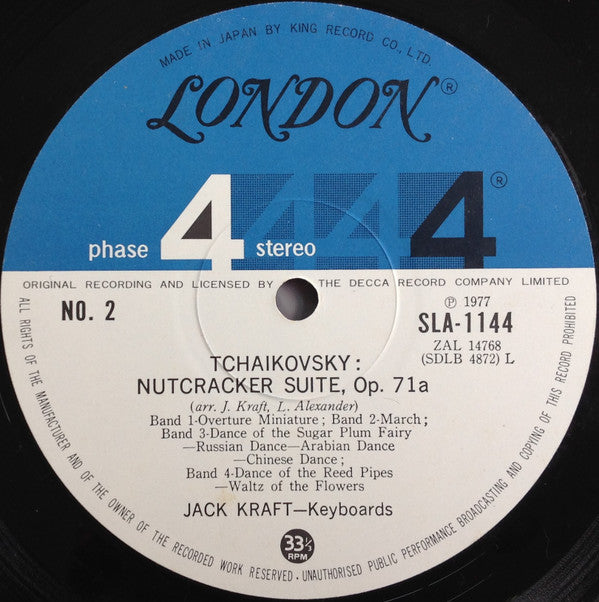 MADE IN JAPAN BY KING RECORD CO., LTD.
LONDON®
phase 4 stereo 4 4 4 ®
ORIGINAL RECORDING AND LICENSED BY THE DECCA RECORD COMPANY LIMITED
NO. 2
℗ 1977
SLA-1144
ZAL 14768
(SDLB 4872) L
TCHAIKOVSKY:
NUTCRACKER SUITE, Op. 71a
(arr. J. Kraft, L. Alexander)
Band 1-Overture Miniature; Band 2-March;
Band 3-Dance of the Sugar Plum Fairy
—Russian Dance—Arabian Dance
—Chinese Dance;
Band 4-Dance of the Reed Pipes
—Waltz of the Flowers
JACK KRAFT—Keyboards
33⅓
RPM
ALL RIGHTS OF THE MANUFACTURER AND OF THE OWNER OF THE RECORDED WORK RESERVED. UNAUTHORISED PUBLIC PERFORMANCE BROADCASTING AND COPYING OF THIS RECORD PROHIBITED